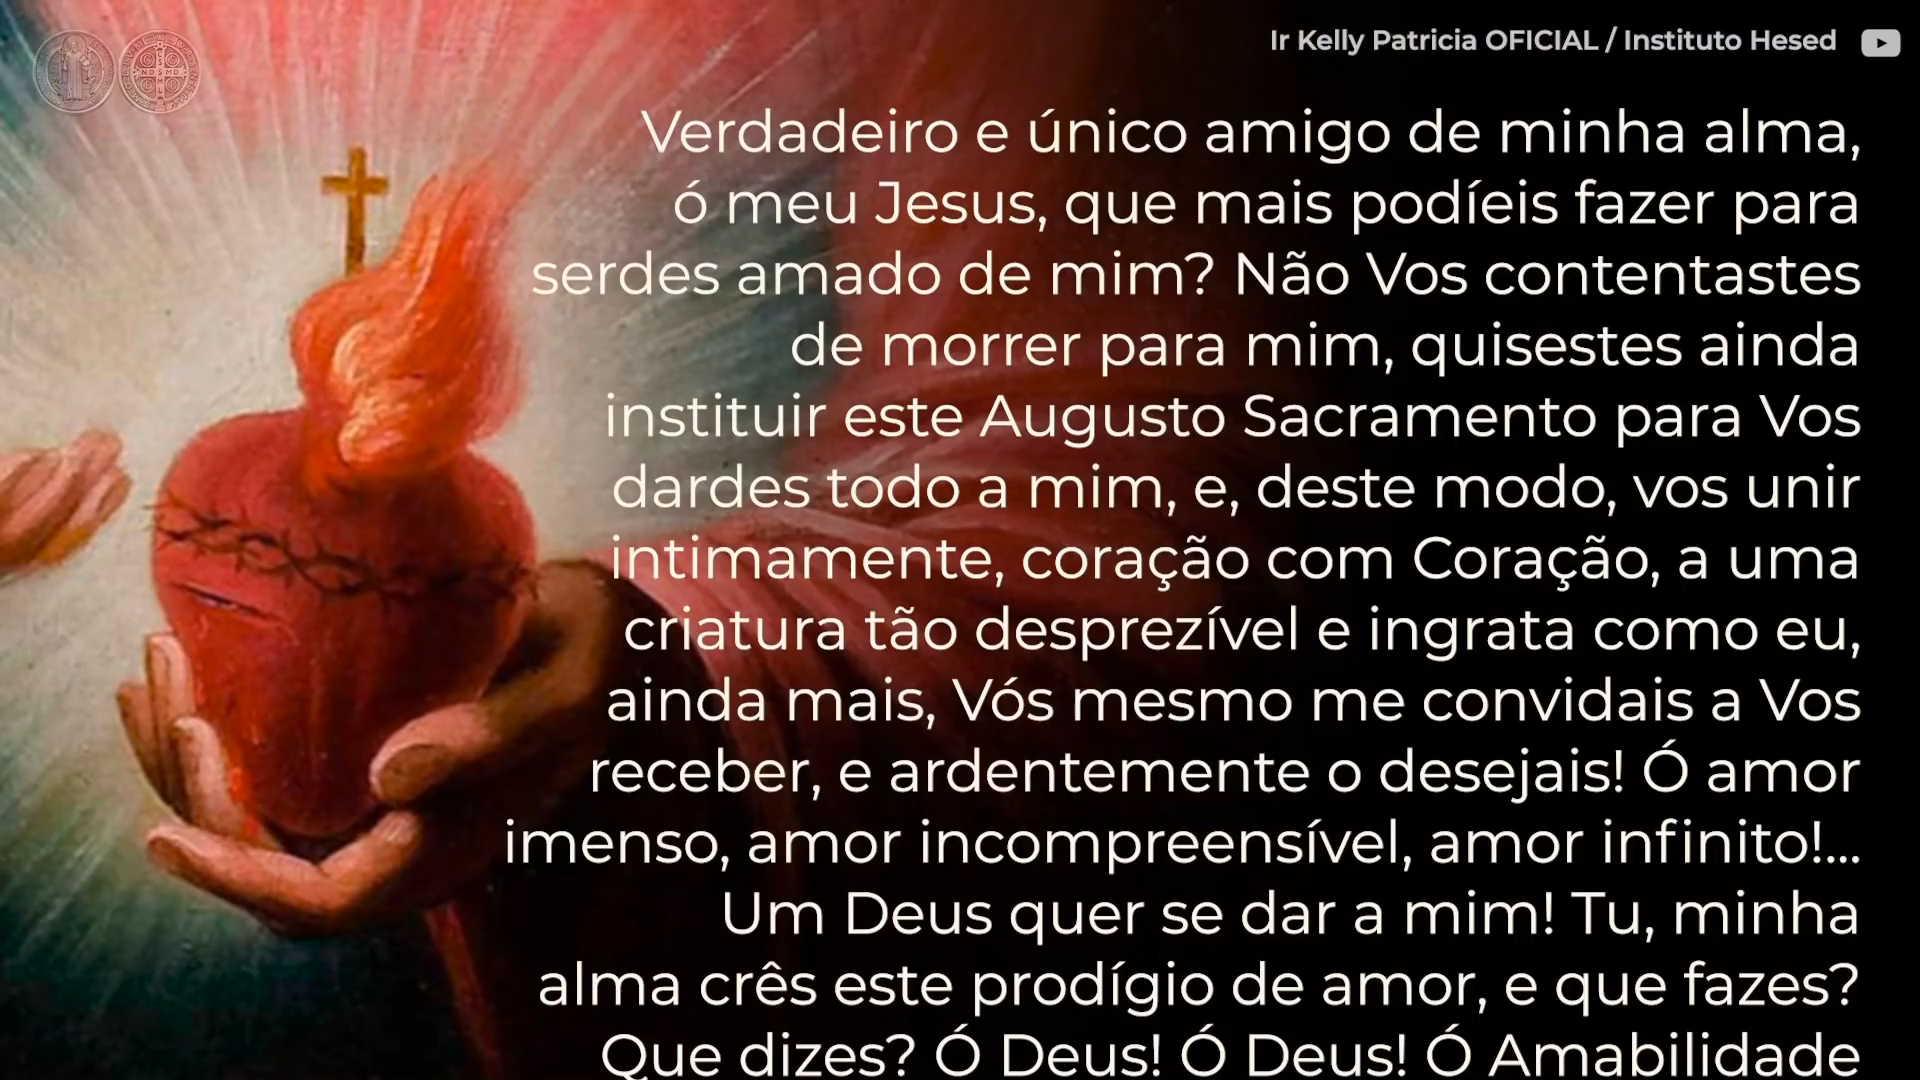 Ir Kelly Patricia OFICIAL / Instituto Hesed
Verdadeiro e único amigo de minha alma,
ó meu Jesus, que mais podíeis fazer para
serdes amado de mim? Não Vos contentastes
de morrer para mim, quisestes ainda
instituir este Augusto Sacramento para Vos
dardes todo a mim, e, deste modo, vos unir
intimamente, coração com Coração, a uma
criatura tão desprezível e ingrata como eu,
ainda mais, Vós mesmo me convidais a Vos
receber, e ardentemente o desejais! Ó amor
imenso, amor incompreensível, amor infinito!...
Um Deus quer se dar a mim! Tu, minha
alma crês este prodígio de amor, e que fazes?
Que dizes? Ó Deus! Ó Deus! Ó Amabilidade